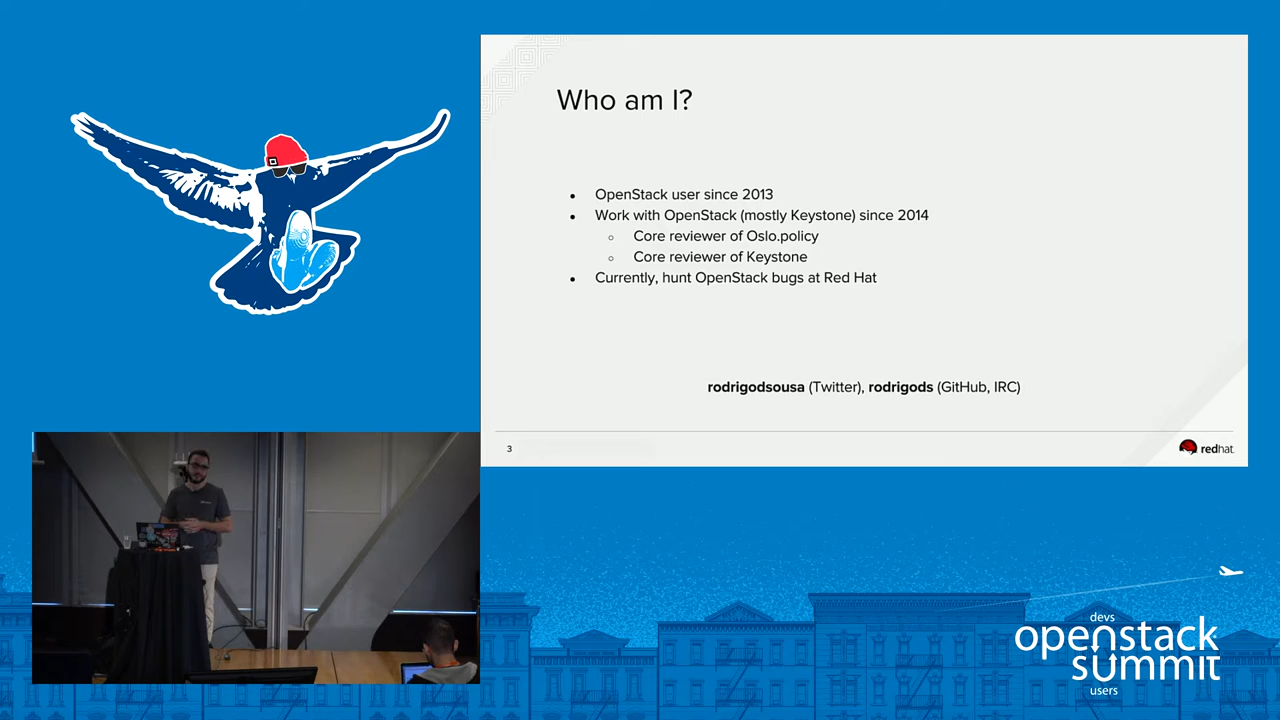 Who am I?
• OpenStack user since 2013
• Work with OpenStack (mostly Keystone) since 2014
○ Core reviewer of Oslo.policy
○ Core reviewer of Keystone
• Currently, hunt OpenStack bugs at Red Hat
rodrigodsousa (Twitter), rodrigods (GitHub, IRC)
3
redhat.
devs
openstack
summit
users